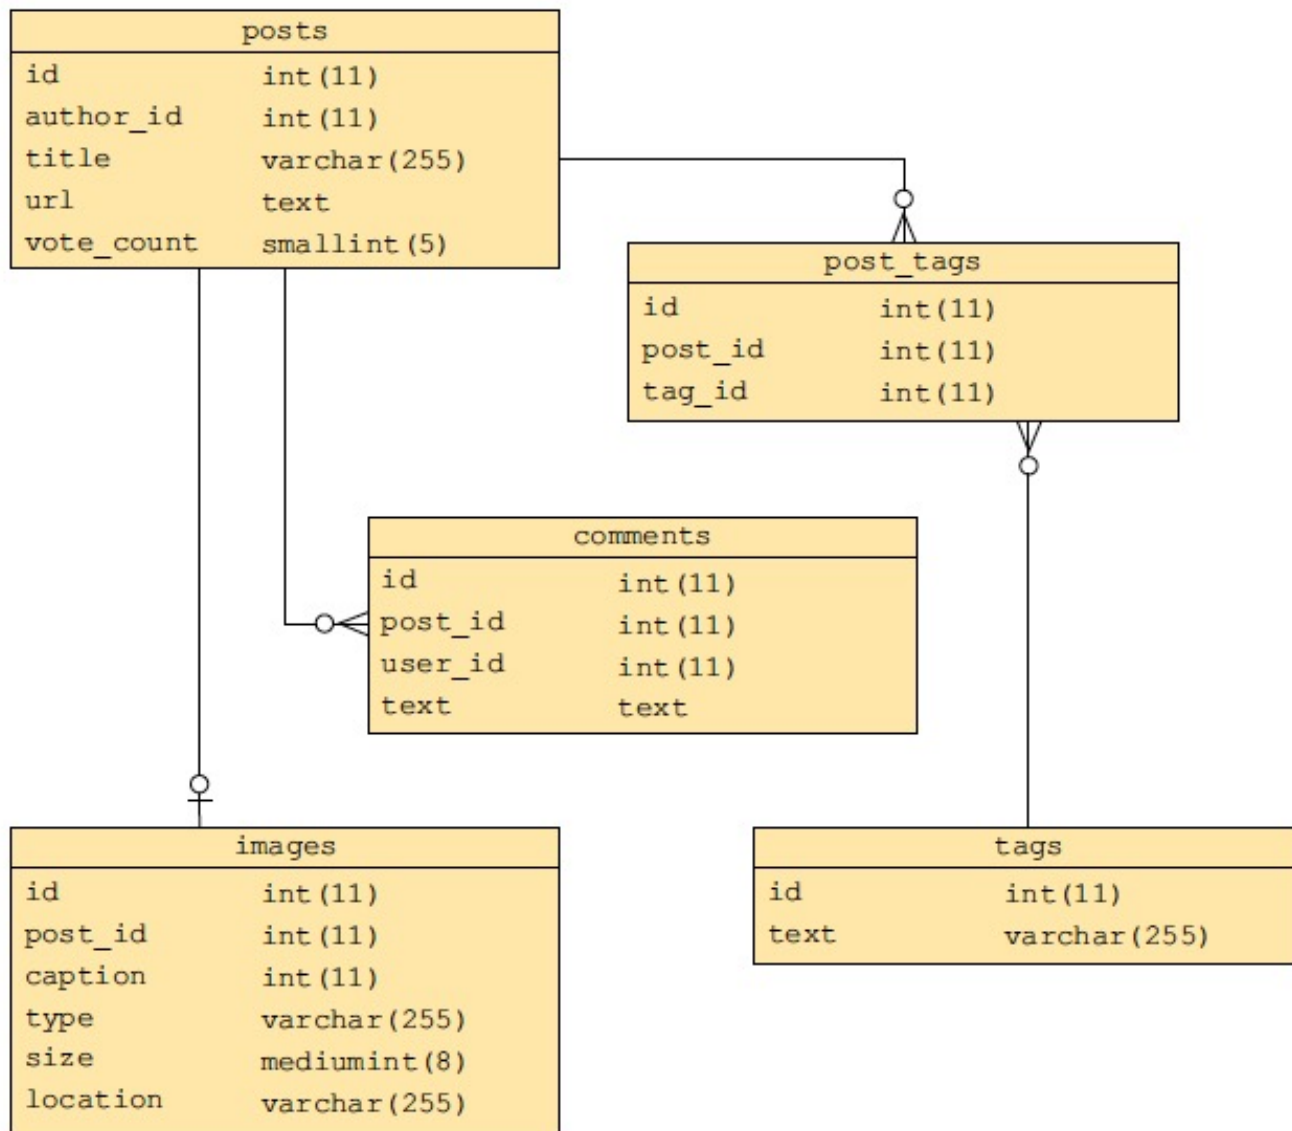 posts
id int(11)
author_id int(11)
title varchar(255)
url text
vote_count smallint(5)
post_tags
id int(11)
post_id int(11)
tag_id int(11)
comments
id int(11)
post_id int(11)
user_id int(11)
text text
images
id int(11)
post_id int(11)
caption int(11)
type varchar(255)
size mediumint(8)
location varchar(255)
tags
id int(11)
text varchar(255)